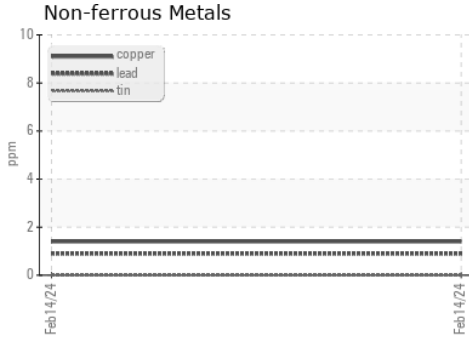 Non-ferrous Metals
10
copper
lead
tin
8
6
ppm
4
2
0
Feb14/24
Feb14/24